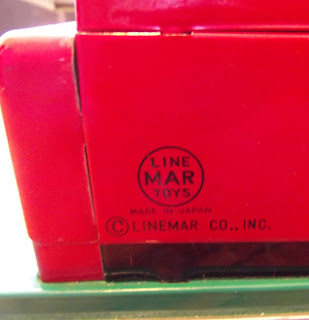 LINE
MAR
TOYS
MADE IN JAPAN
© LINEMAR CO., INC.